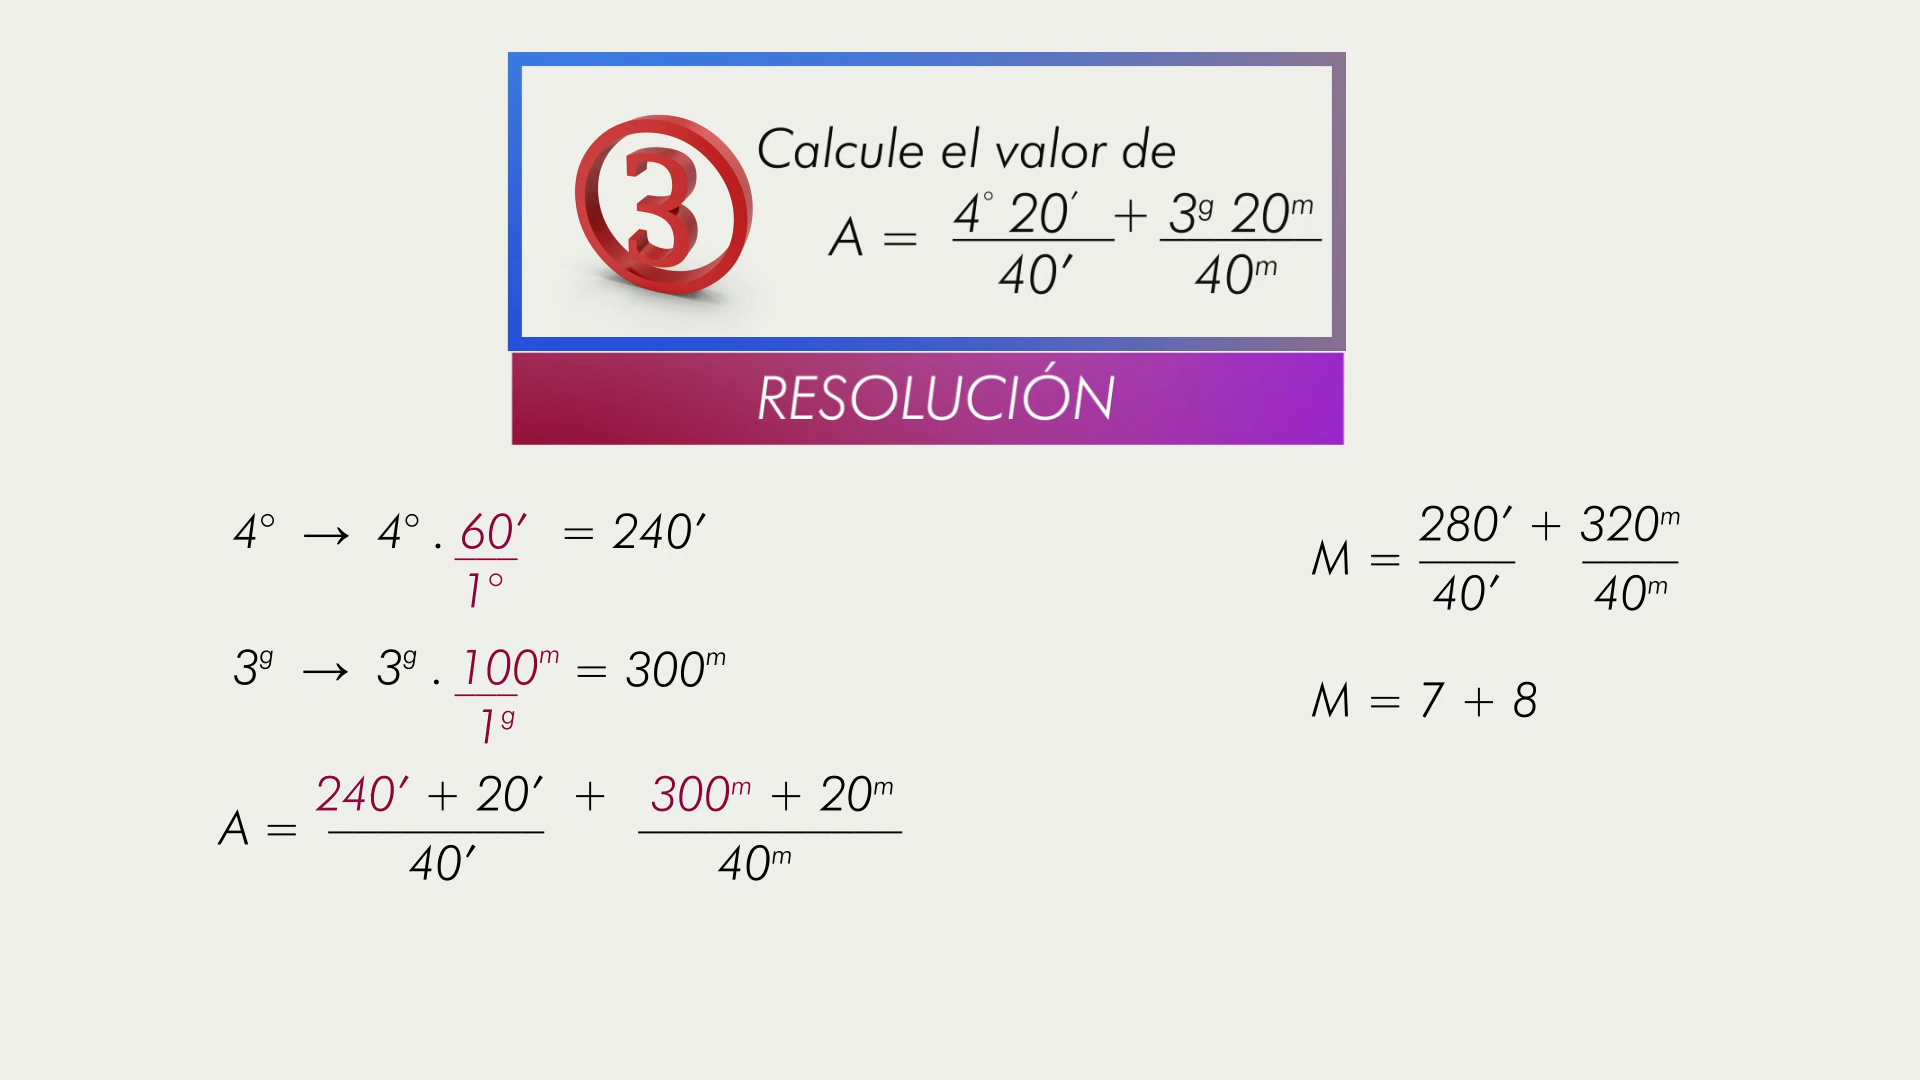 3
Calcule el valor de
A = 4° 20′ + 3ᵍ 20ᵐ
40′ 40ᵐ
RESOLUCIÓN
4° → 4° . 60′ = 240′
1°
3ᵍ → 3ᵍ . 100ᵐ = 300ᵐ
1ᵍ
A = 240′ + 20′ + 300ᵐ + 20ᵐ
40′ 40ᵐ
M = 280′ + 320ᵐ
40′ 40ᵐ
M = 7 + 8